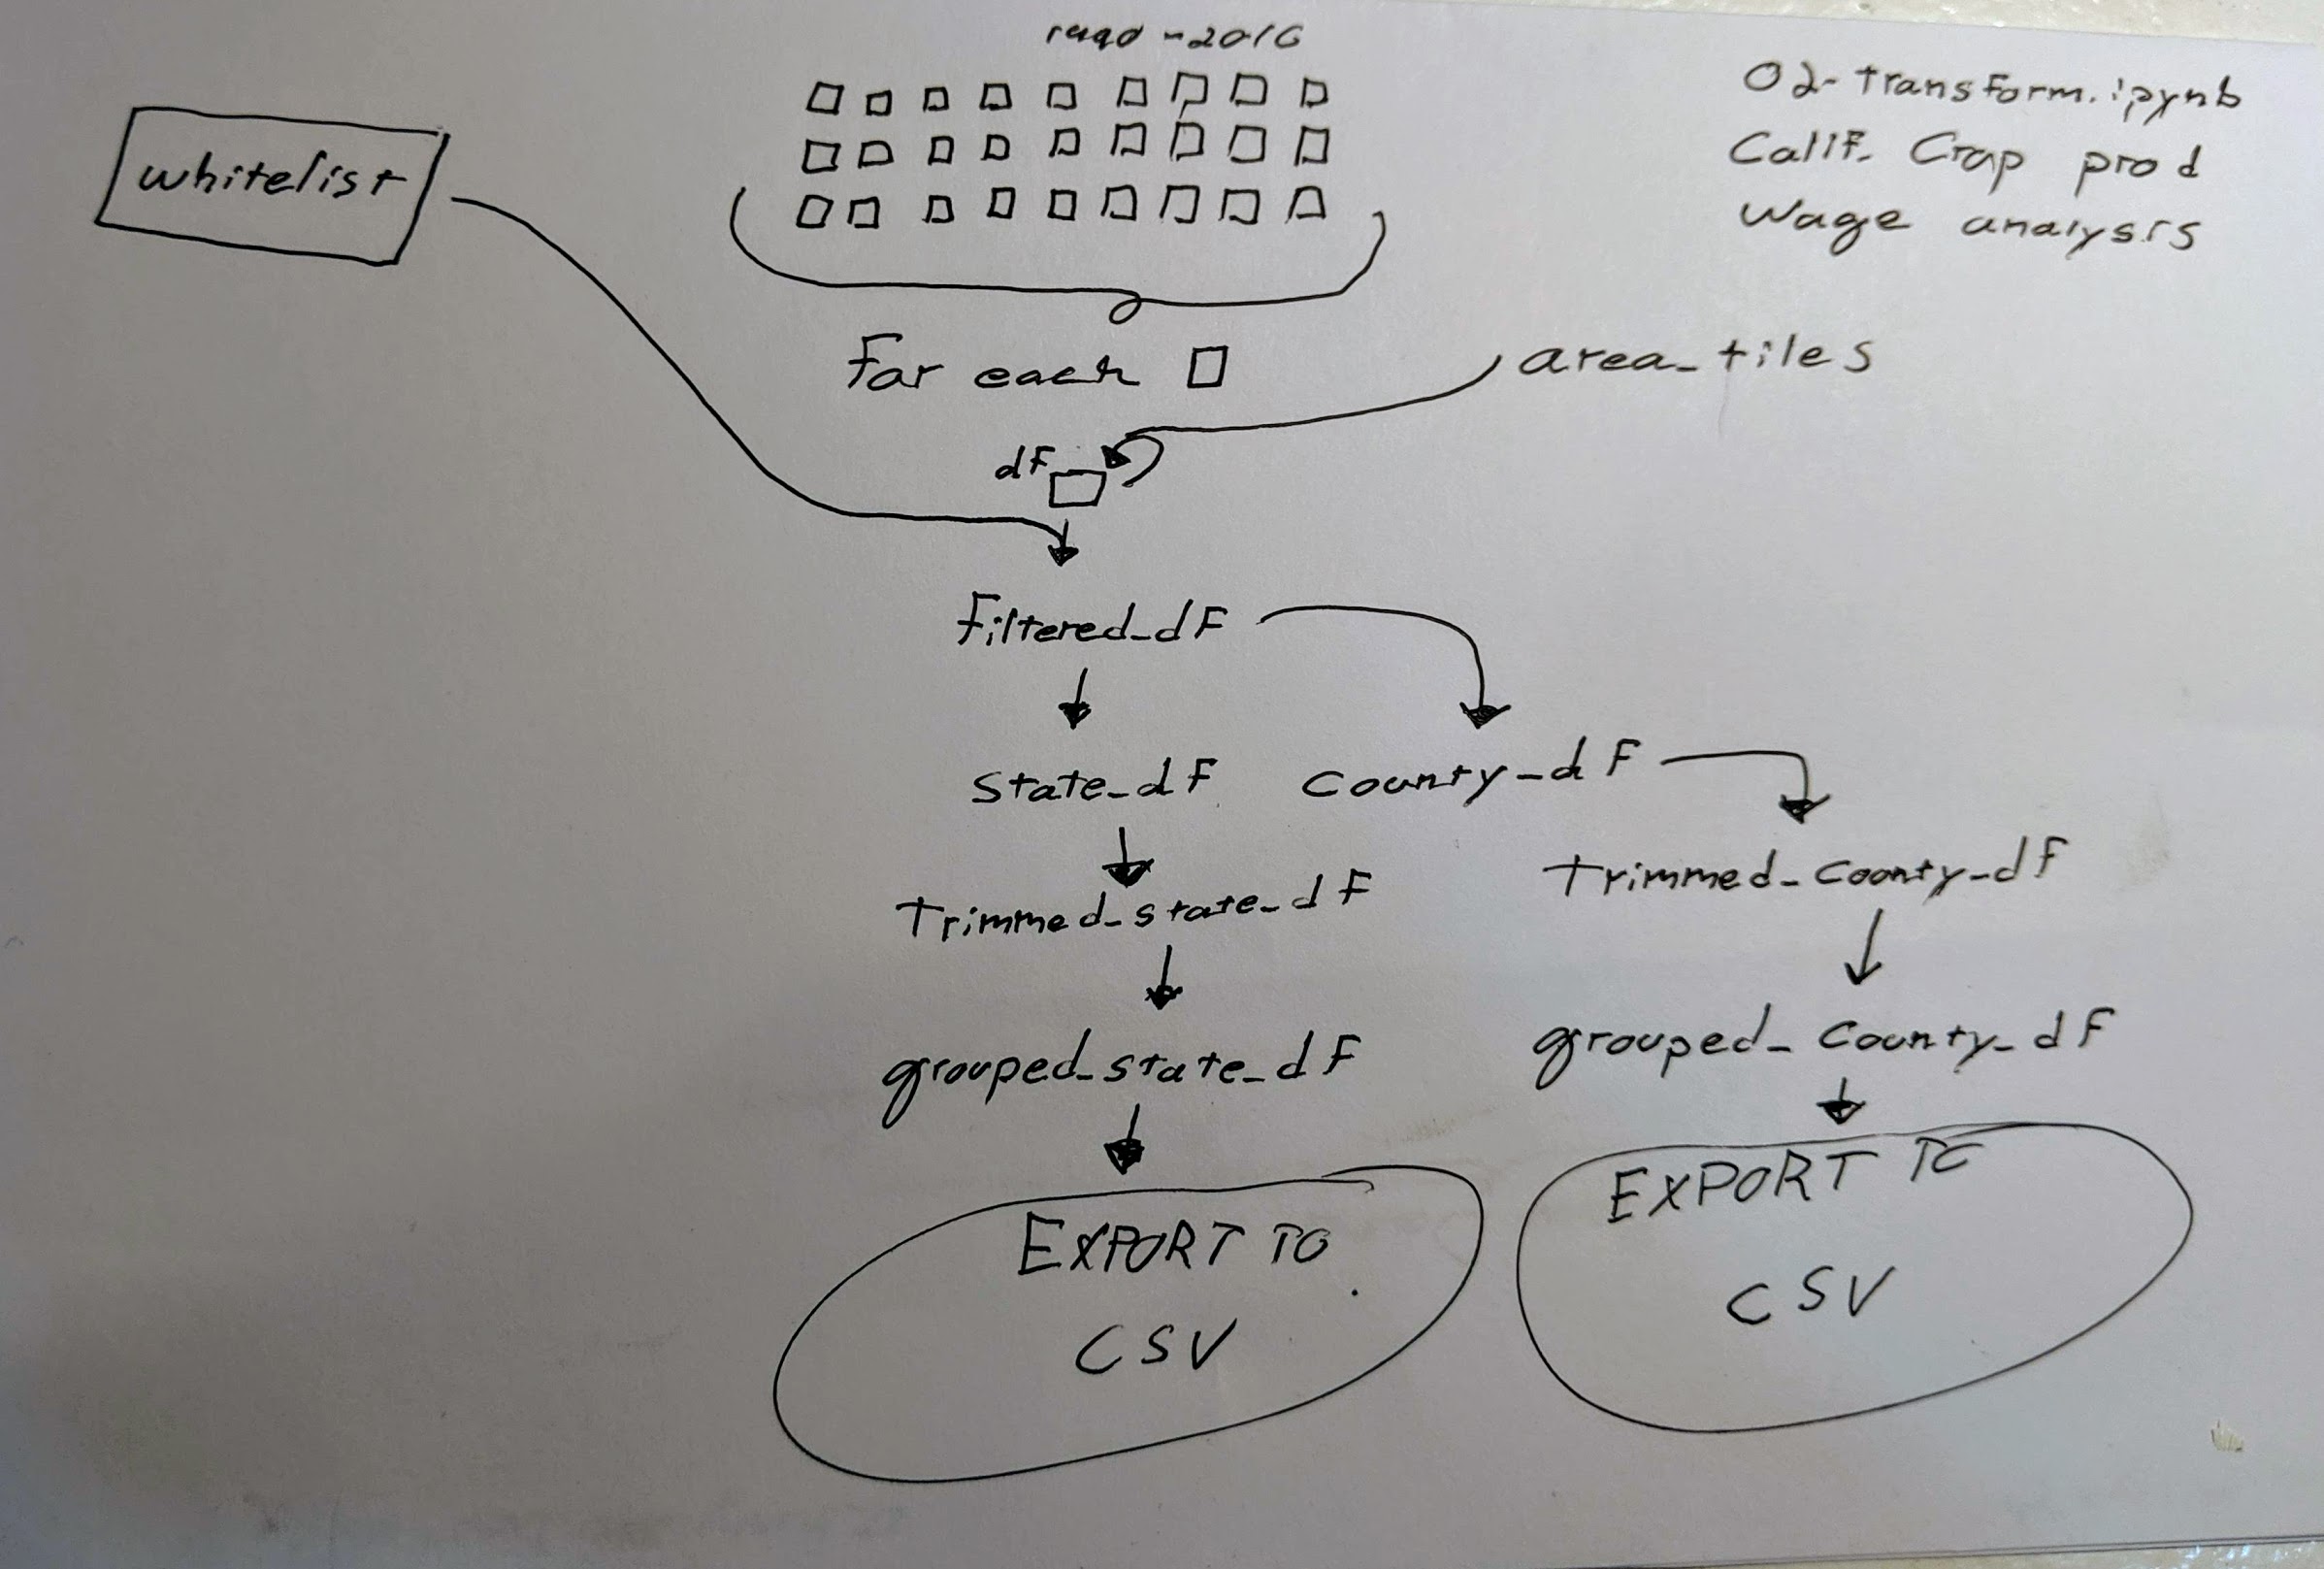 02-Transform.ipynb
Calif. Crop prod
Wage analysis
-2016
whitelist
For each
area_tiles
dF
Filtered_dF
State_dF County_dF
Trimmed_state_dF
Trimmed_County_dF
grouped_state_dF
grouped_County_dF
EXPORT TO
CSV
EXPORT TO
CSV